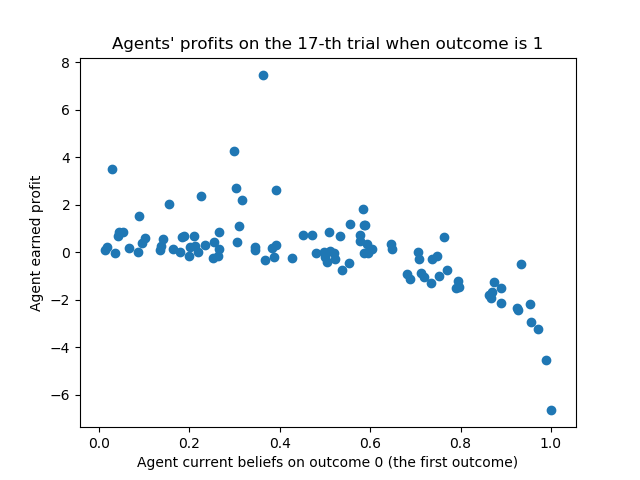 Agents' profits on the 17-th trial when outcome is 1
Agent earned profit
8
6
4
2
0
−2
−4
−6
0.0 0.2 0.4 0.6 0.8 1.0
Agent current beliefs on outcome 0 (the first outcome)